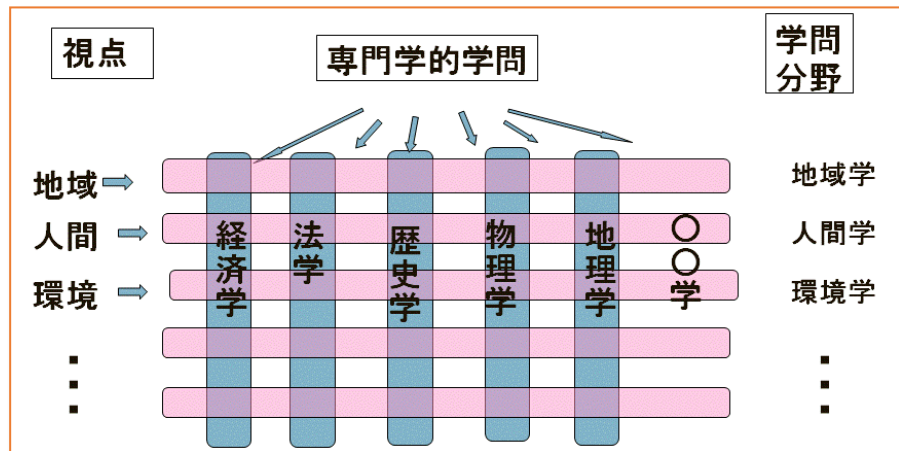 視点
専門学的学問
学問
分野
地域
人間
環境
・
・
・
経済学
法学
歴史学
物理学
地理学
〇〇学
地域学
人間学
環境学
・
・
・